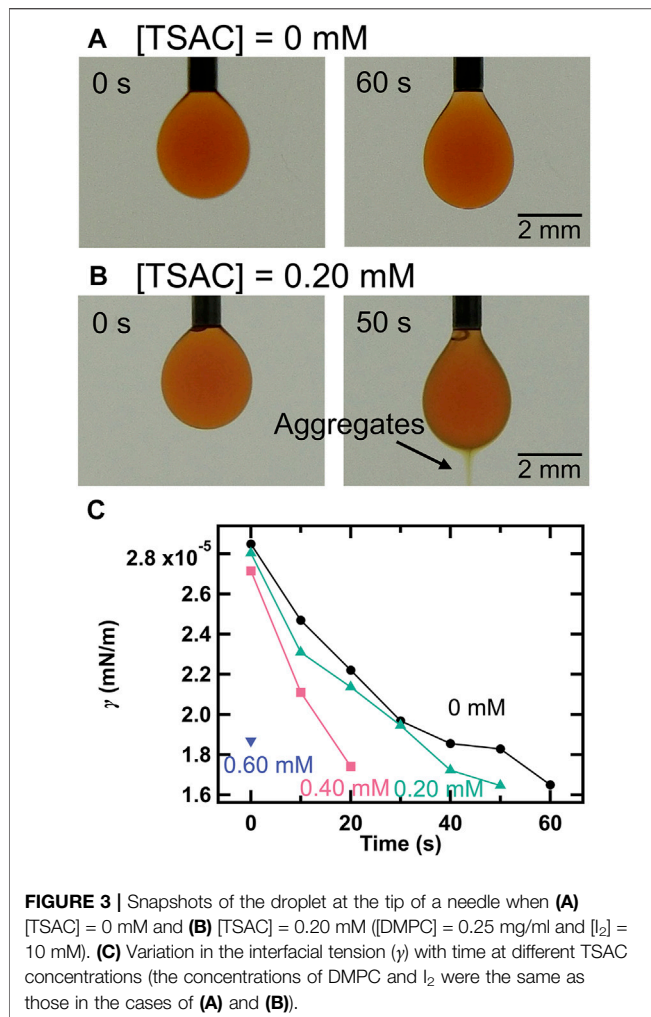 A [TSAC] = 0 mM
0 s
60 s
2 mm
B [TSAC] = 0.20 mM
0 s
50 s
Aggregates
2 mm
C
2.8 x10⁻⁵
2.6
2.4
2.2
2.0
1.8
1.6
γ (mN/m)
0 mM
0.60 mM
0.40 mM
0.20 mM
0 20 40 60
Time (s)
FIGURE 3 | Snapshots of the droplet at the tip of a needle when (A)
[TSAC] = 0 mM and (B) [TSAC] = 0.20 mM ([DMPC] = 0.25 mg/ml and [I₂] =
10 mM). (C) Variation in the interfacial tension (γ) with time at different TSAC
concentrations (the concentrations of DMPC and I₂ were the same as
those in the cases of (A) and (B)).